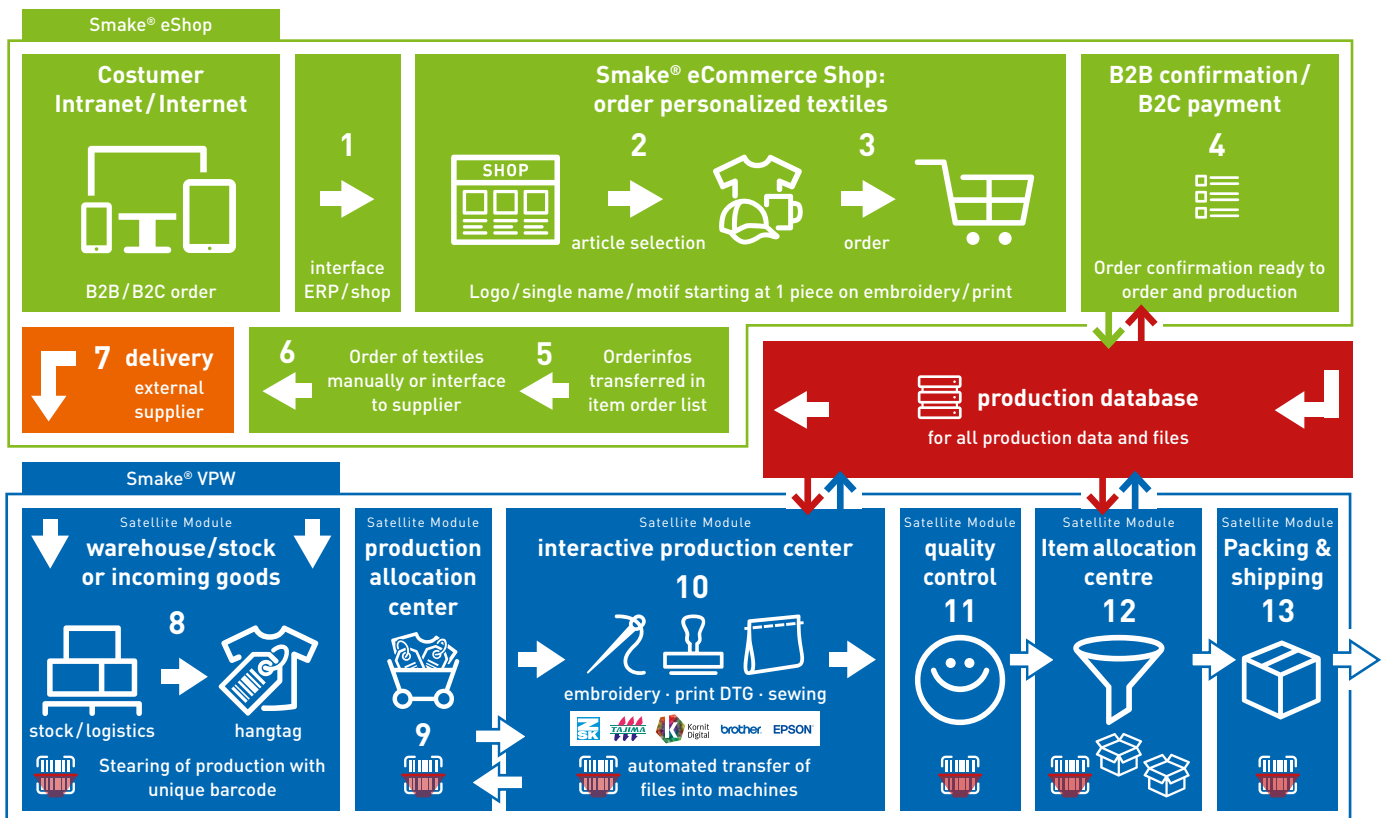 Smake® eShop
Costumer
Intranet/Internet
B2B/B2C order
1
interface
ERP/shop
Smake® eCommerce Shop:
order personalized textiles
SHOP
2
article selection
3
order
Logo/single name/motif starting at 1 piece on embroidery/print
B2B confirmation/
B2C payment
4
Order confirmation ready to
order and production
7 delivery
external
supplier
6
Order of textiles
manually or interface
to supplier
5
Orderinfos
transferred in
item order list
production database
for all production data and files
Smake® VPW
Satellite Module
warehouse/stock
or incoming goods
8
stock/logistics
hangtag
Stearing of production with
unique barcode
Satellite Module
production
allocation
center
9
Satellite Module
interactive production center
10
embroidery · print DTG · sewing
ZSK
TAJIMA
K
Kornit
Digital
brother
EPSON
automated transfer of
files into machines
Satellite Module
quality
control
11
Satellite Module
Item allocation
centre
12
Satellite Module
Packing &
shipping
13